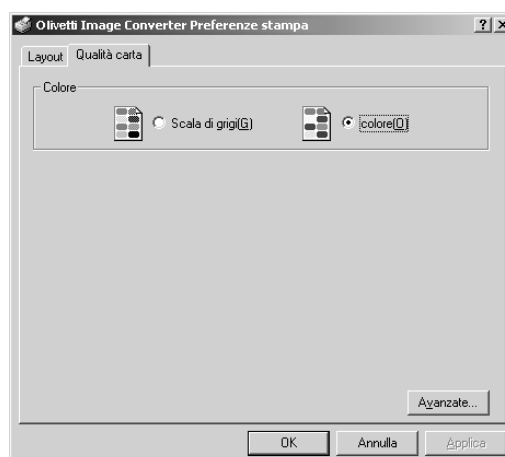 Olivetti Image Converter Preferenze stampa
Layout Qualità carta
Colore
Scala di grigi(G) colore(O)
Avanzate...
OK Annulla Applica